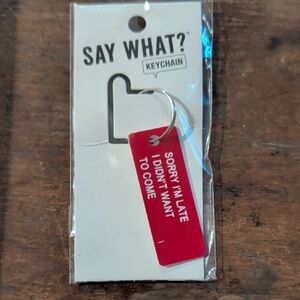 SAY WHAT?
KEYCHAIN
SORRY I'M LATE
I DIDN'T WANT
TO COME